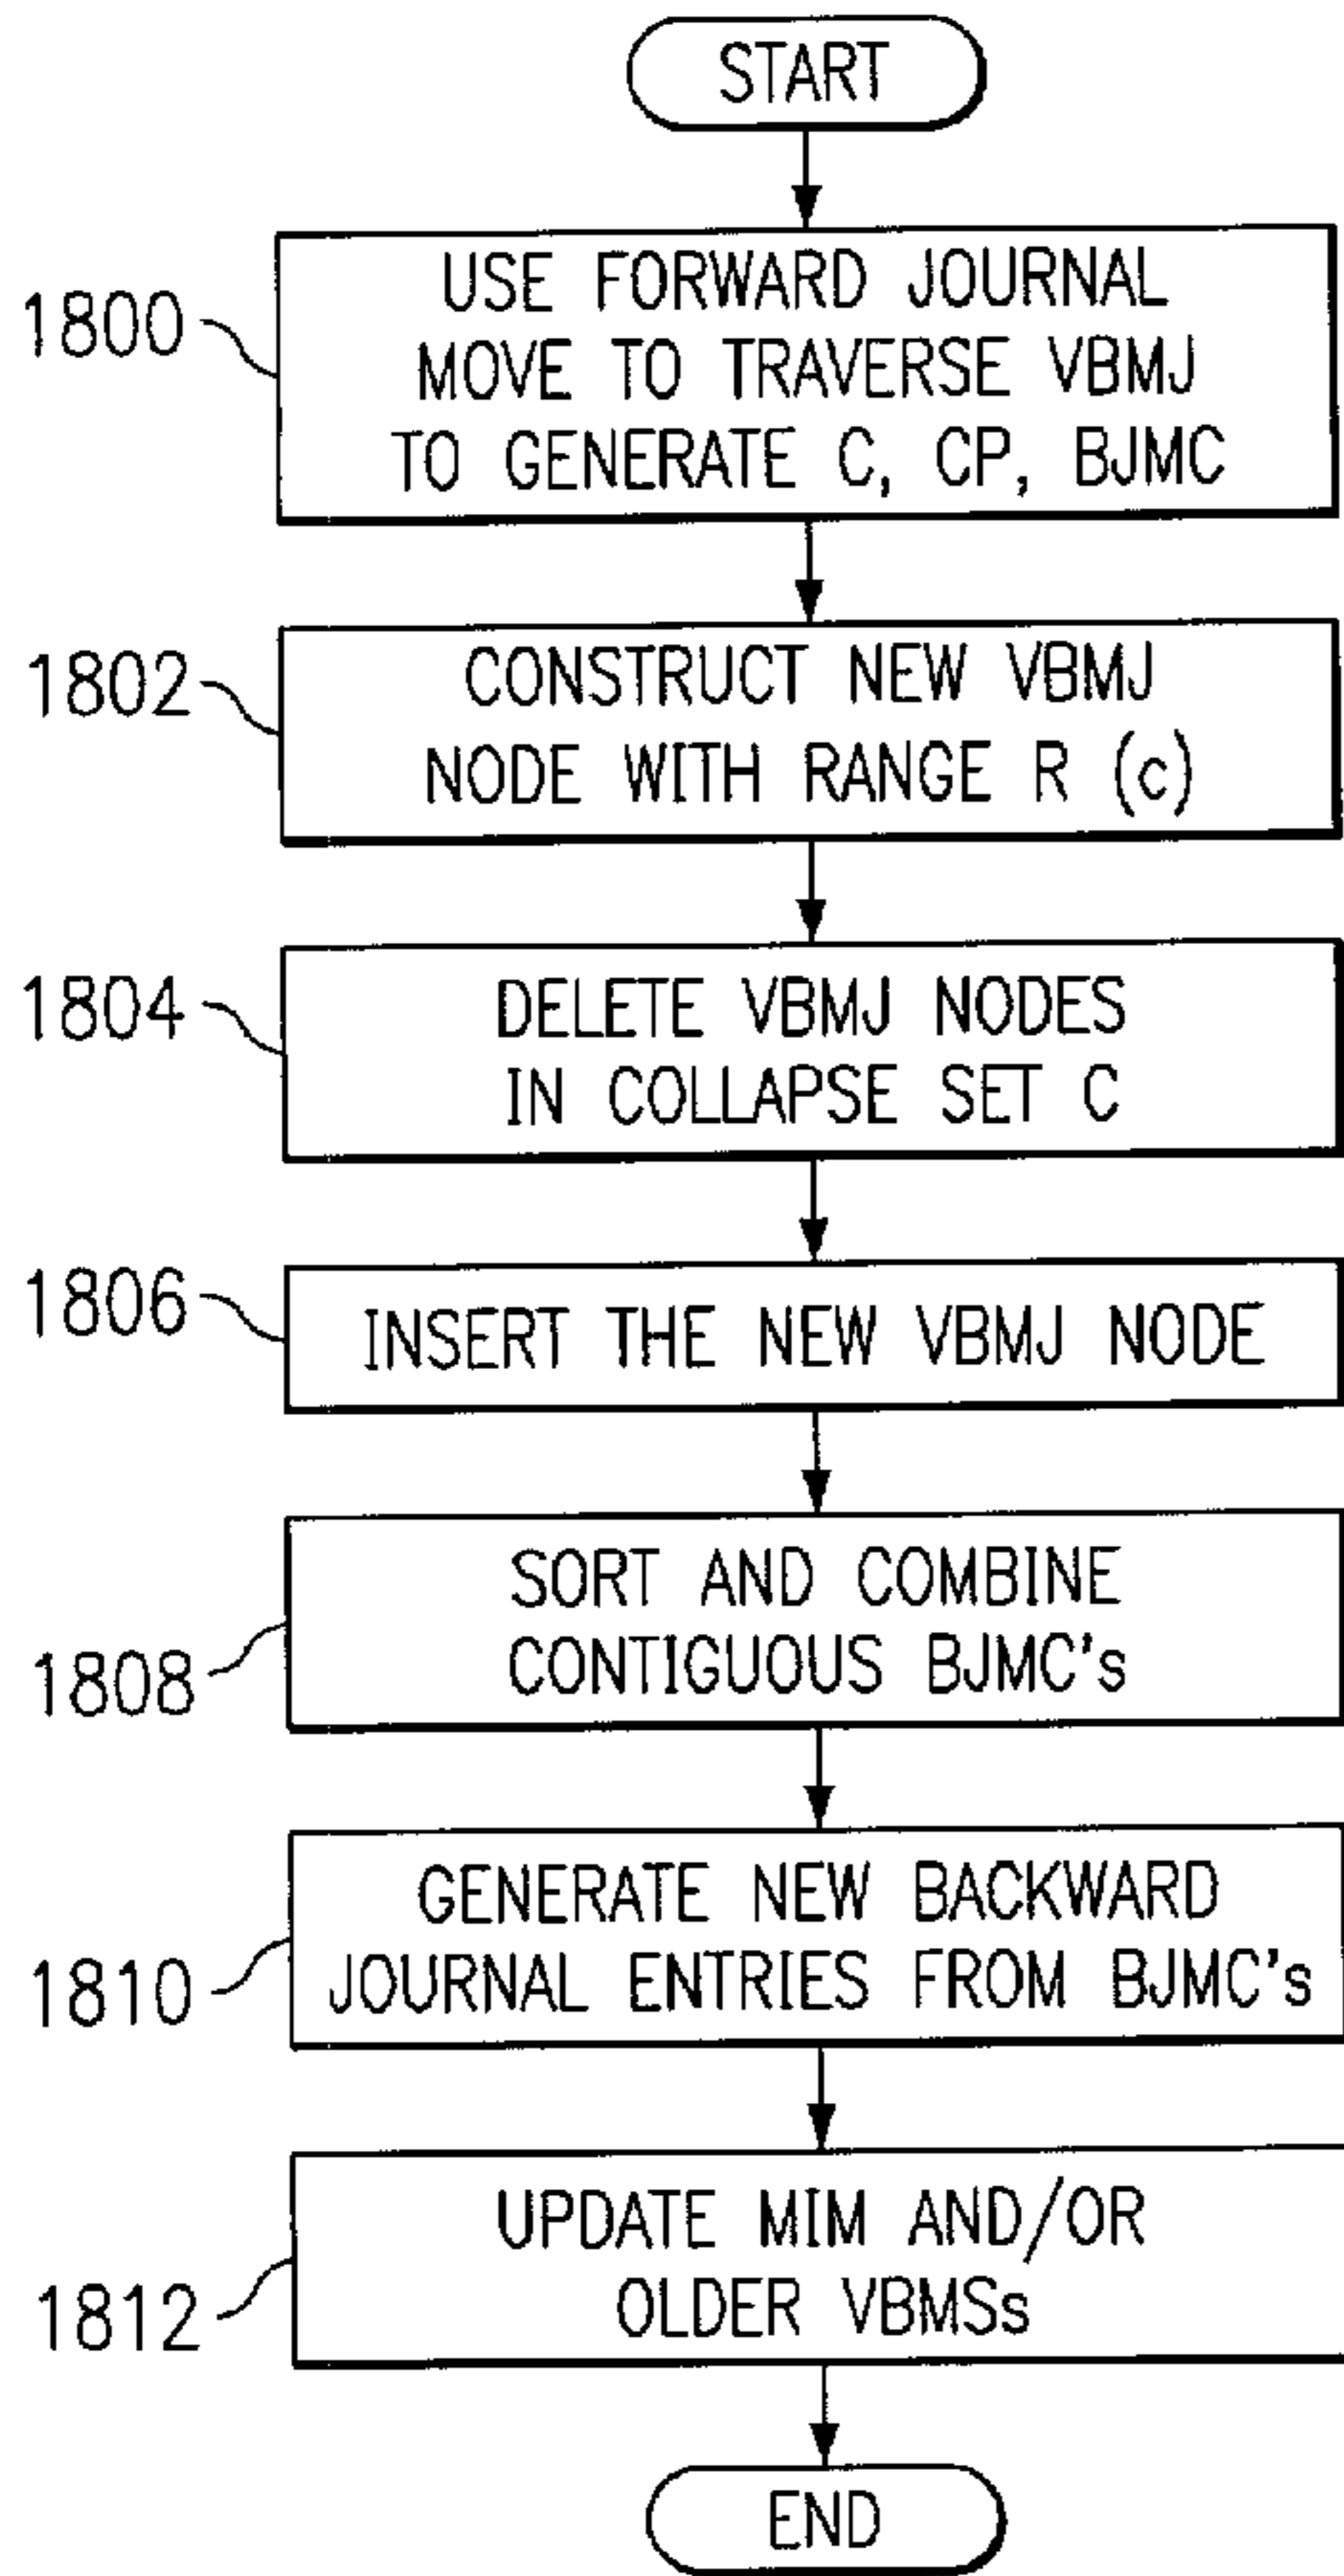 START
1800
USE FORWARD JOURNAL
MOVE TO TRAVERSE VBMJ
TO GENERATE C, CP, BJMC
1802
CONSTRUCT NEW VBMJ
NODE WITH RANGE R (c)
1804
DELETE VBMJ NODES
IN COLLAPSE SET C
1806
INSERT THE NEW VBMJ NODE
1808
SORT AND COMBINE
CONTIGUOUS BJMC's
1810
GENERATE NEW BACKWARD
JOURNAL ENTRIES FROM BJMC's
1812
UPDATE MIM AND/OR
OLDER VBMSs
END